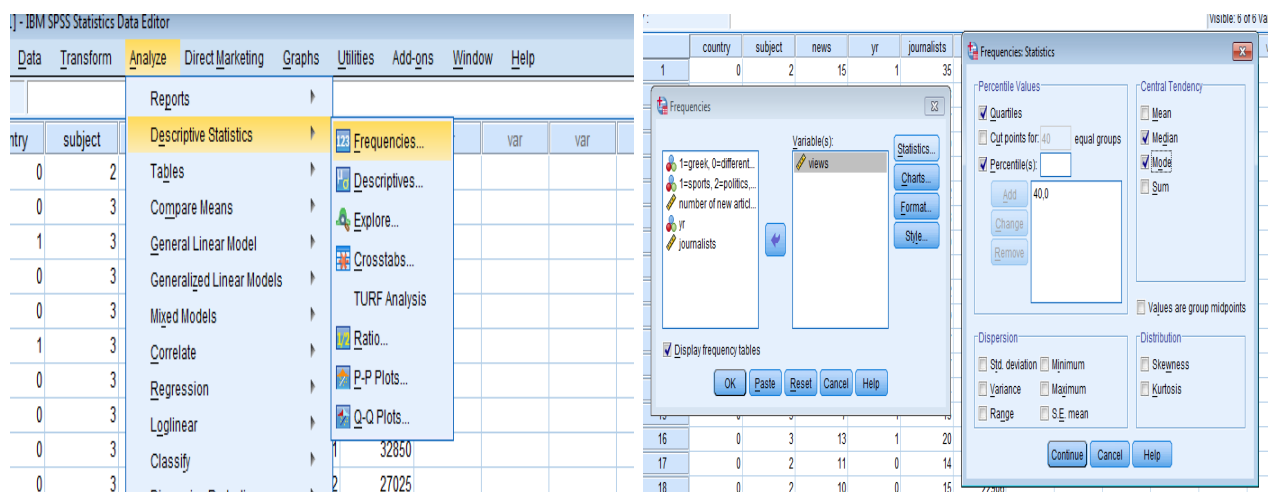 .] - IBM SPSS Statistics Data Editor
Data Transform Analyze Direct Marketing Graphs Utilities Add-ons Window Help
Reports
Descriptive Statistics
Tables
Compare Means
General Linear Model
Generalized Linear Models
Mixed Models
Correlate
Regression
Loglinear
Classify
123 Frequencies...
Descriptives...
Explore...
Crosstabs...
TURF Analysis
1/2 Ratio...
P-P Plots...
Q-Q Plots...
ntry subject var var
0 2
0 3
1 3
0 3
0 3
1 3
0 3
0 3
0 3 1 32850
0 3 2 27025
Visible: 6 of 6 Va
country subject news yr journalists
1 0 2 15 1 35
Frequencies
Variable(s):
1=greek, 0=different...
1=sports, 2=politics,...
number of new articl...
yr
journalists
views
Statistics...
Charts...
Format...
Style...
Display frequency tables
OK Paste Reset Cancel Help
16 0 3 13 1 20
17 0 2 11 0 14
18 0 2 10 0 15
Frequencies: Statistics
Percentile Values
Quartiles
Cut points for: 40 equal groups
Percentile(s):
Add 40,0
Change
Remove
Central Tendency
Mean
Median
Mode
Sum
Values are group midpoints
Dispersion
Std. deviation Minimum
Variance Maximum
Range S.E. mean
Distribution
Skewness
Kurtosis
Continue Cancel Help